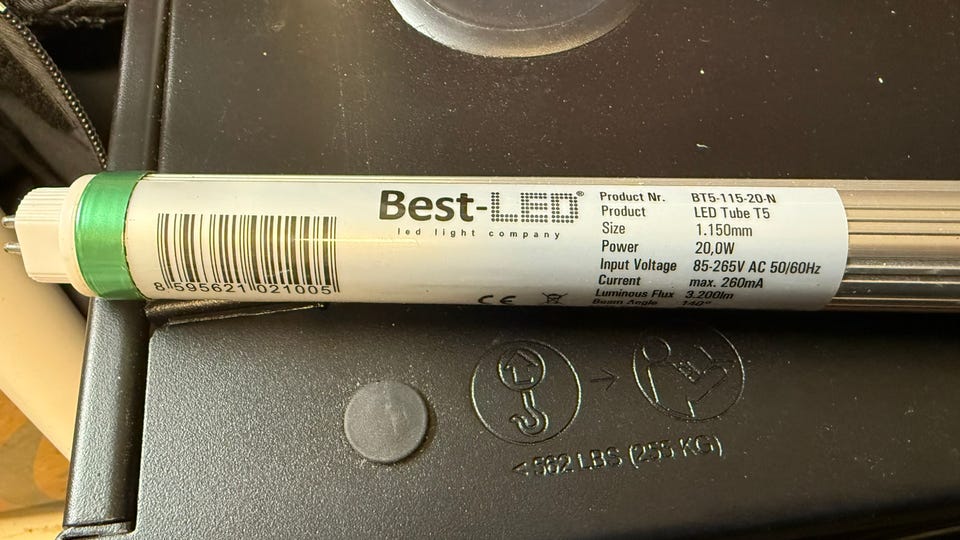 Best-LED®
led light company
8 595621 021005
CE
Product Nr. BT5-115-20-N
Product LED Tube T5
Size 1.150mm
Power 20,0W
Input Voltage 85-265V AC 50/60Hz
Current max. 260mA
Luminous Flux 3.200lm
Beam Angle 140°
< 562 LBS (255 KG)